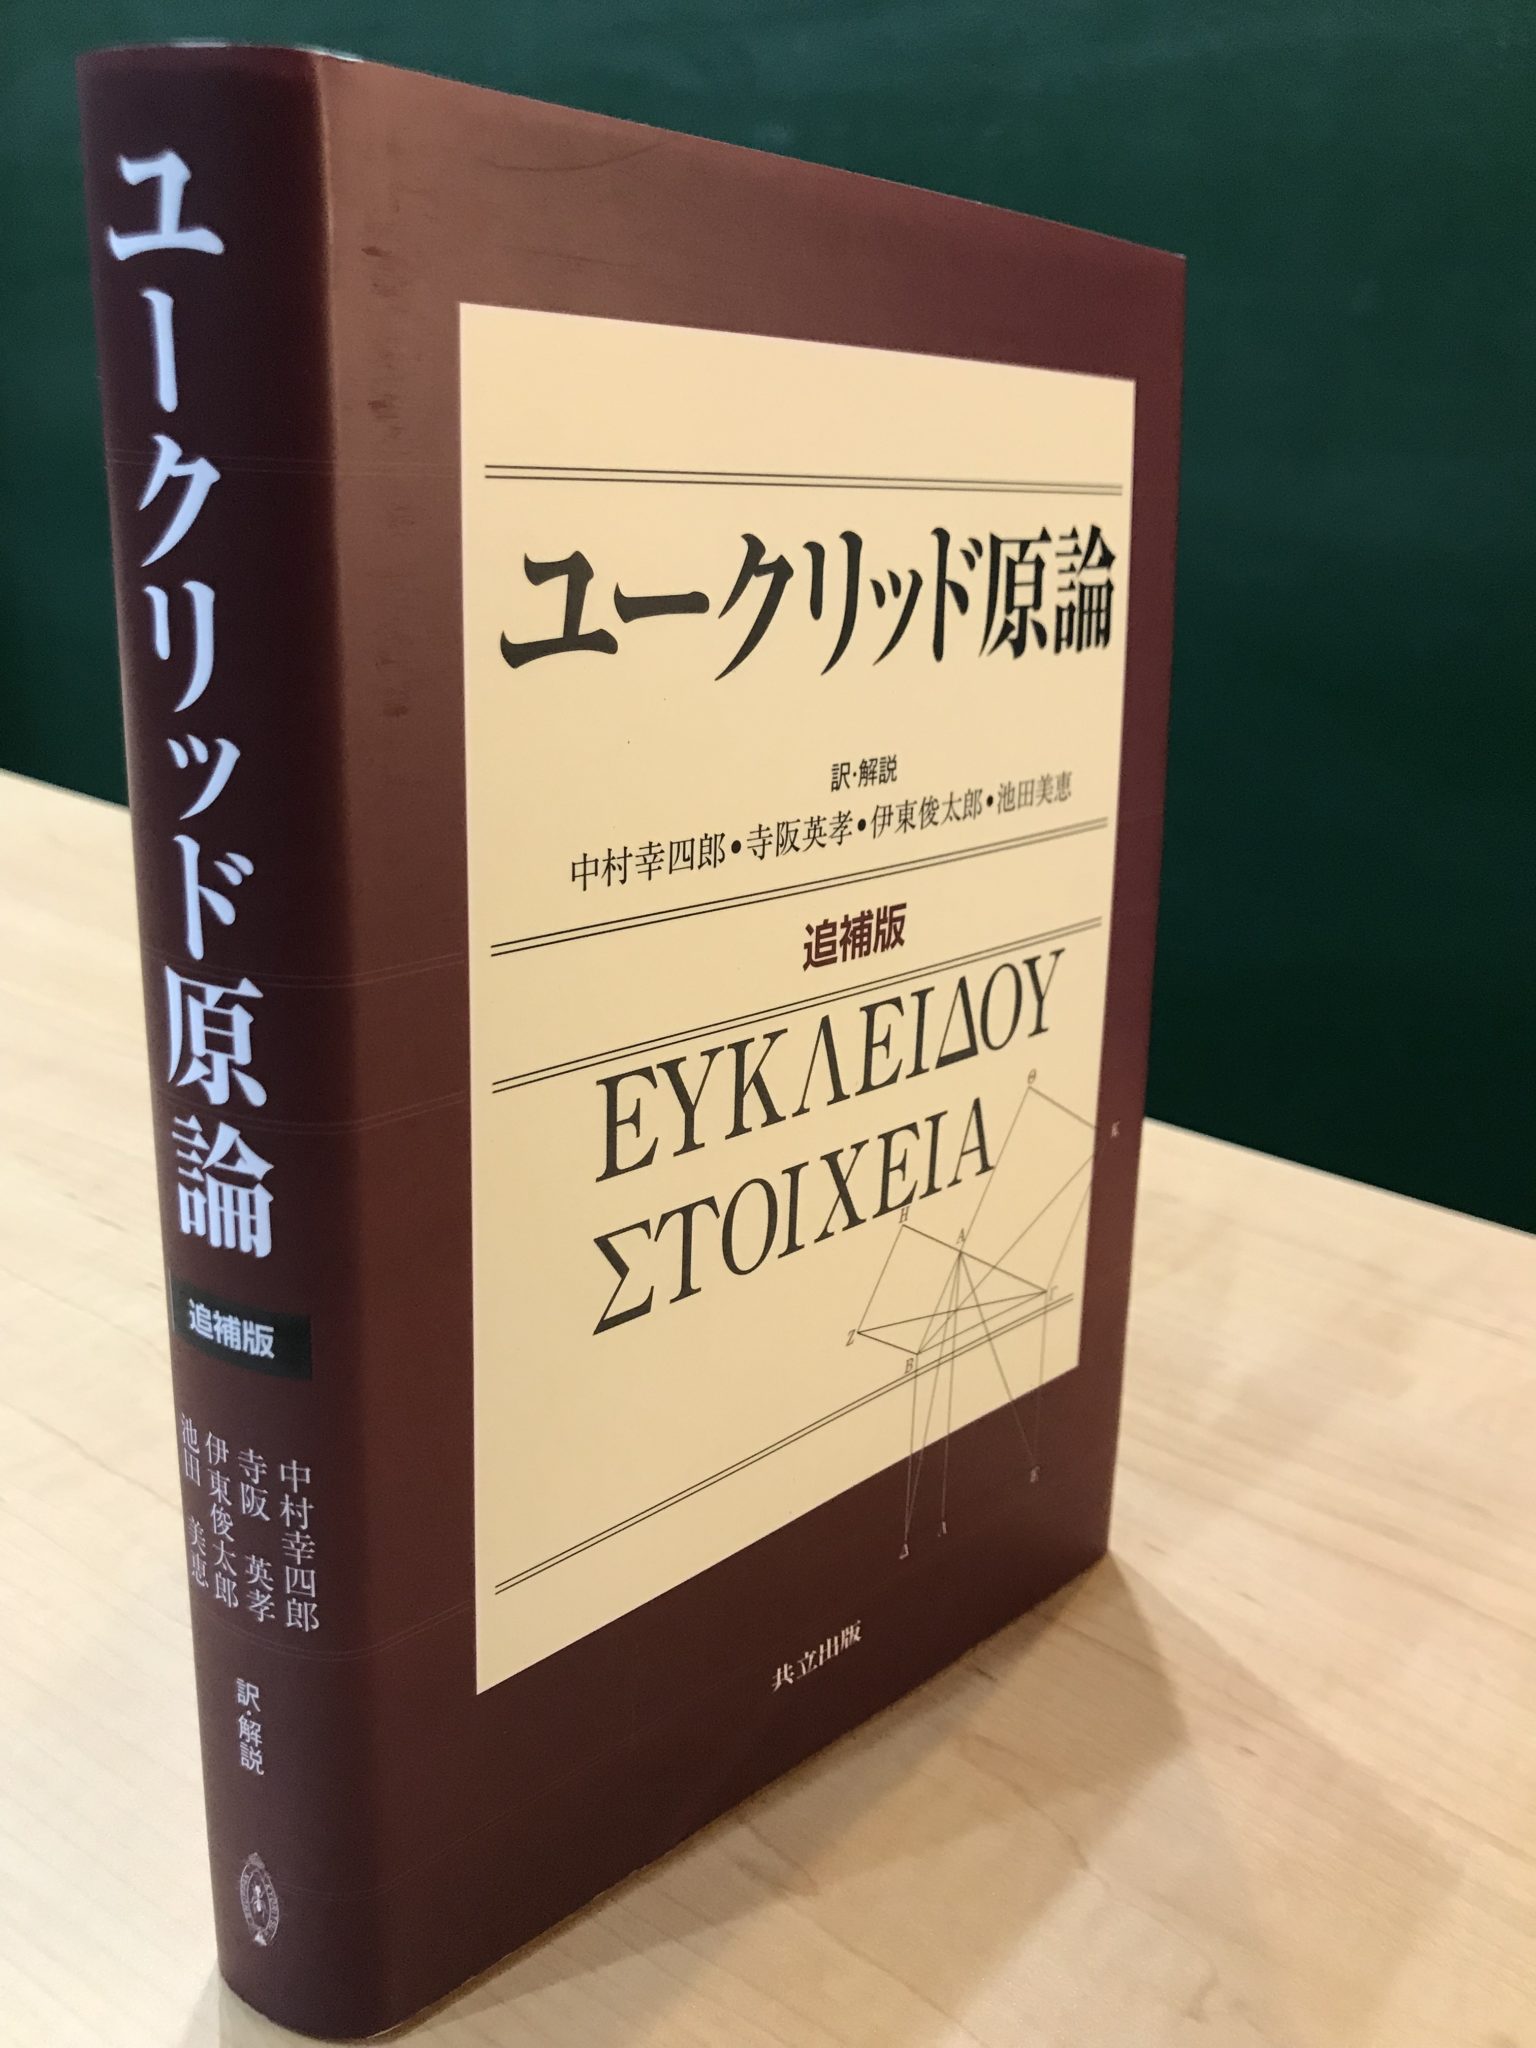 ユークリッド原論
追補版
中村幸四郎
寺阪 英孝
伊東俊太郎
池田 美恵
訳・解説
ユークリッド原論
訳・解説
中村幸四郎・寺阪英孝・伊東俊太郎・池田美恵
追補版
ΕΥΚΛΕΙΔΟΥ
ΣΤΟΙΧΕΙΑ
Θ
Κ
Η
Α
Γ
Ζ
Β
Ε
Λ
Δ
共立出版